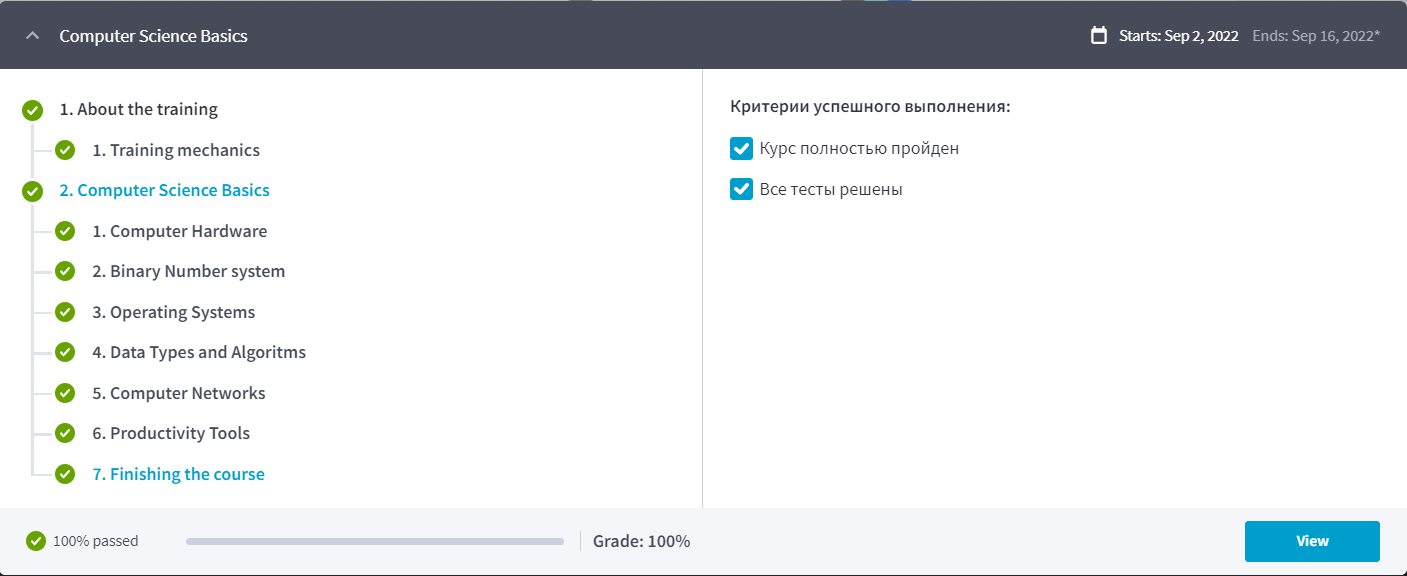 Computer Science Basics
Starts: Sep 2, 2022 Ends: Sep 16, 2022*
1. About the training
1. Training mechanics
2. Computer Science Basics
1. Computer Hardware
2. Binary Number system
3. Operating Systems
4. Data Types and Algoritms
5. Computer Networks
6. Productivity Tools
7. Finishing the course
Критерии успешного выполнения:
Курс полностью пройден
Все тесты решены
100% passed
Grade: 100%
View